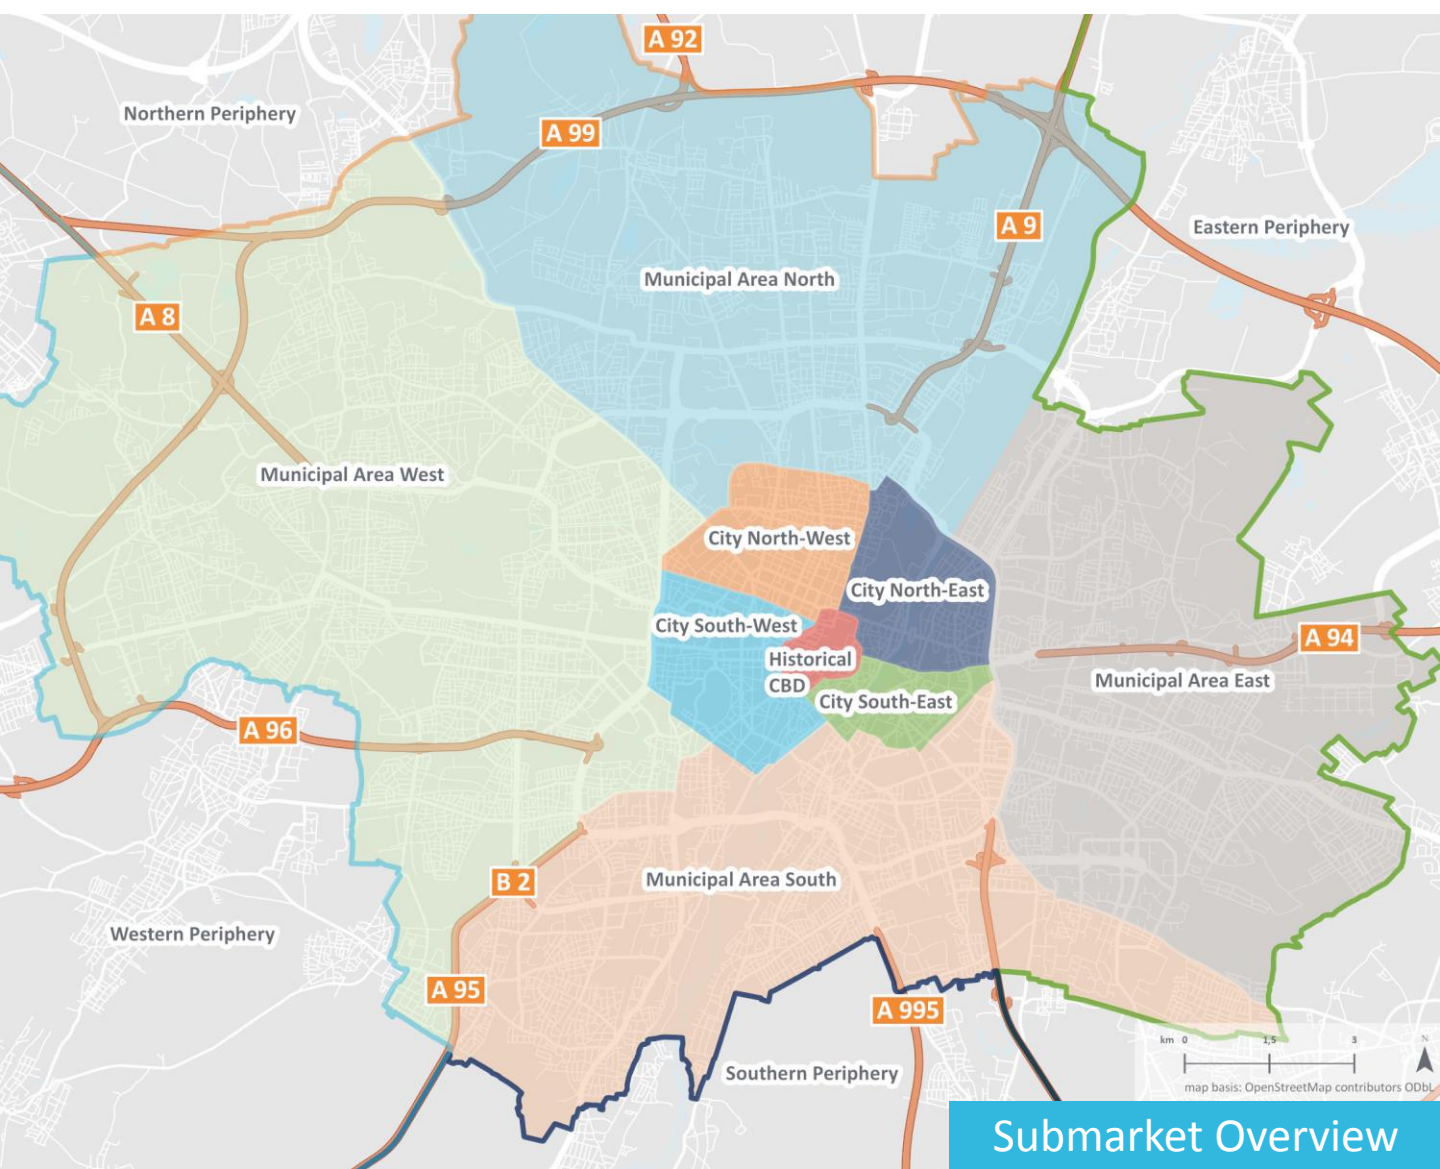 A 92
Northern Periphery
A 99
A 9
Eastern Periphery
Municipal Area North
A 8
Municipal Area West
City North-West
City North-East
City South-West
A 94
Historical
CBD
Municipal Area East
City South-East
A 96
Municipal Area South
B 2
Western Periphery
A 95
A 995
Southern Periphery
km 0 1,5 3
N
map basis: OpenStreetMap contributors ODbL
Submarket Overview